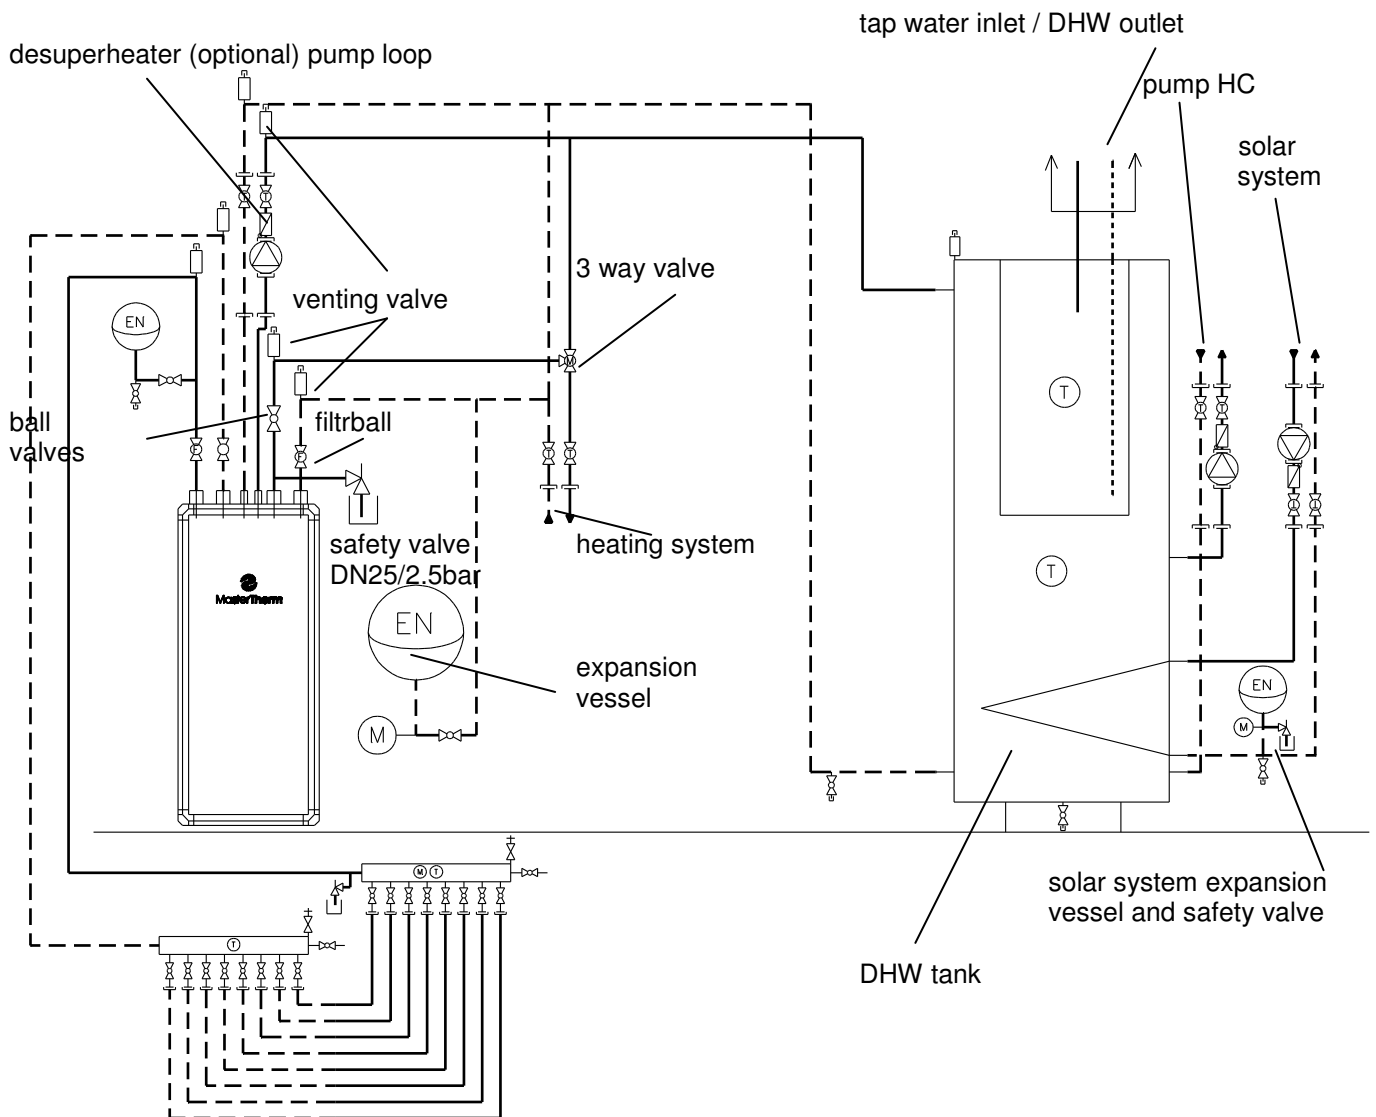 tap water inlet / DHW outlet
desuperheater (optional) pump loop
pump HC
solar
system
3 way valve
venting valve
EN
M
T
ball
valves
filtrball
F
F
T
T
T
T
T
T
safety valve
DN25/2.5bar
heating system
T
MasterTherm
EN
expansion
vessel
M
EN
M
M T
T
solar system expansion
vessel and safety valve
DHW tank